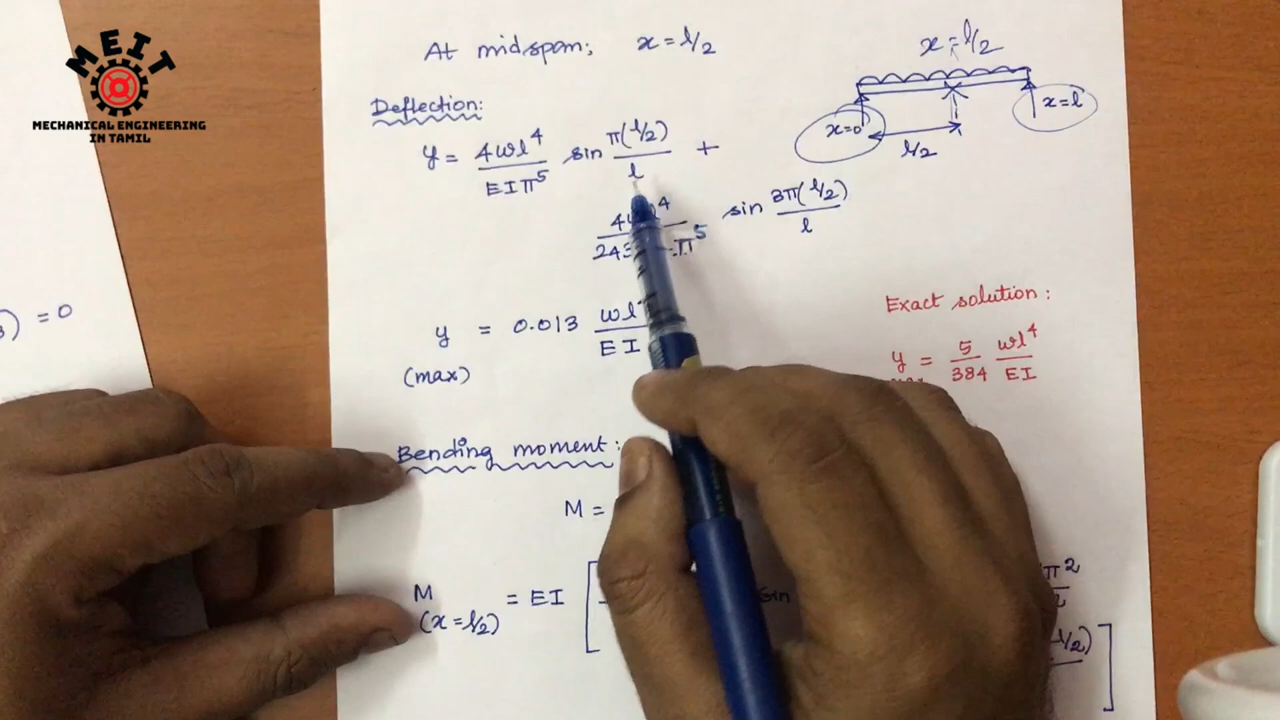 MEIT
MECHANICAL ENGINEERING
IN TAMIL
At midspan; x = l/2
x = l/2
x=0
x=l
l/2
Deflection:
y = 4wl⁴/EIπ⁵ sin π(l/2)/l +
sin 3π(l/2)/l
y (max) = 0.013 wl/EI
Exact solution:
y = 5/384 wl⁴/EI
) = 0
Bending moment:
M =
M (x = l/2) = EI [
]